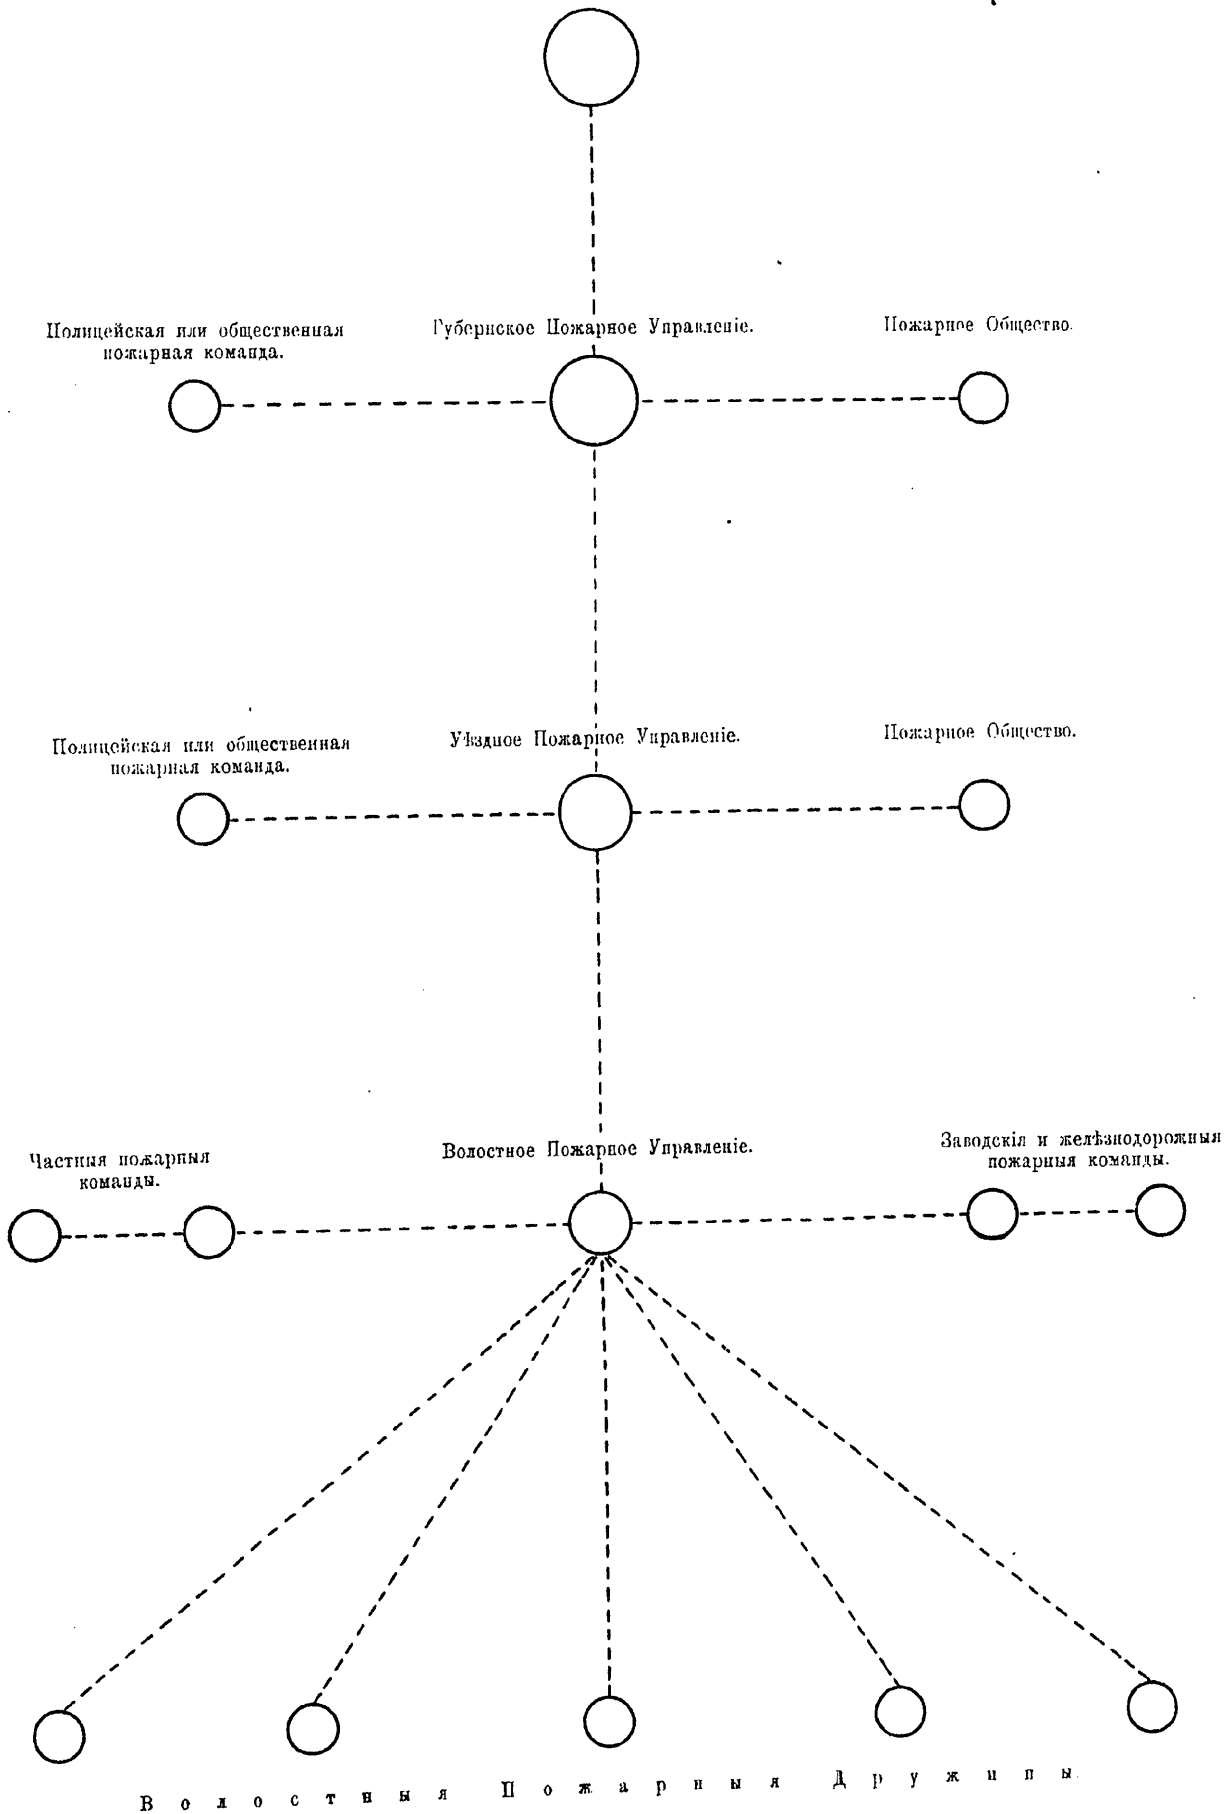 Полицейская или общественная
пожарная команда.
Губернское Пожарное Управленіе.
Пожарное Общество.
Полицейская или общественная
пожарная команда.
Уѣздное Пожарное Управленіе.
Пожарное Общество.
Частныя пожарныя
команды.
Волостное Пожарное Управленіе.
Заводскія и желѣзнодорожныя
пожарныя команды.
Волостныя Пожарныя Дружины